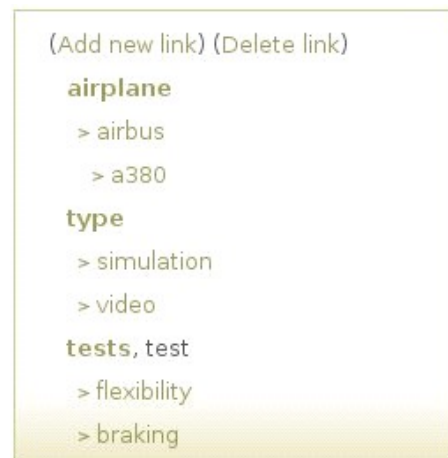 (Add new link) (Delete link)
airplane
> airbus
> a380
type
> simulation
> video
tests, test
> flexibility
> braking